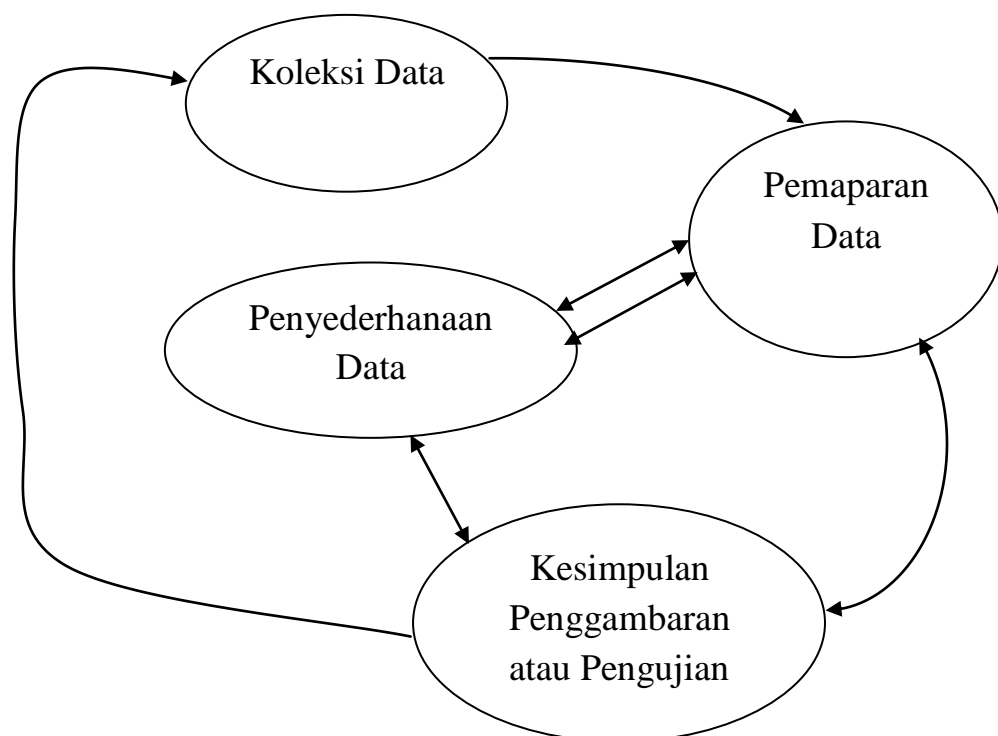 Koleksi Data
Pemaparan
Data
Penyederhanaan
Data
Kesimpulan
Penggambaran
atau Pengujian